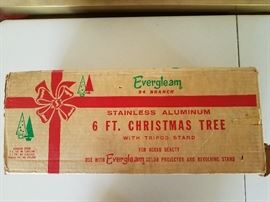 Evergleam
94 BRANCH
STAINLESS ALUMINUM
6 FT. CHRISTMAS TREE
WITH TRIPOD STAND
FOR ADDED BEAUTY
USE WITH Evergleam COLOR PROJECTOR AND REVOLVING STAND